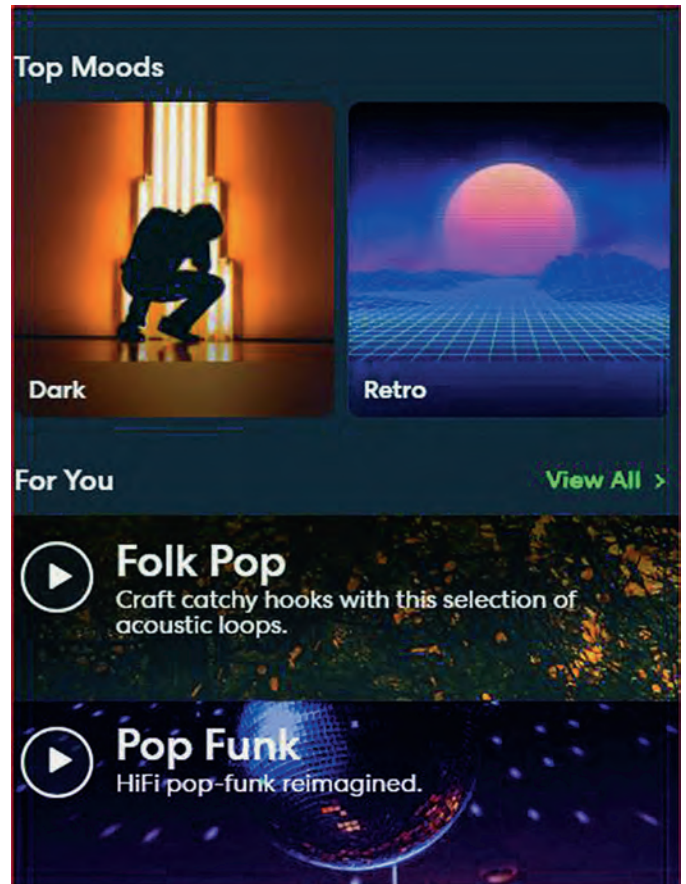 Top Moods
Dark
Retro
For You
View All >
Folk Pop
Craft catchy hooks with this selection of
acoustic loops.
Pop Funk
HiFi pop-funk reimagined.